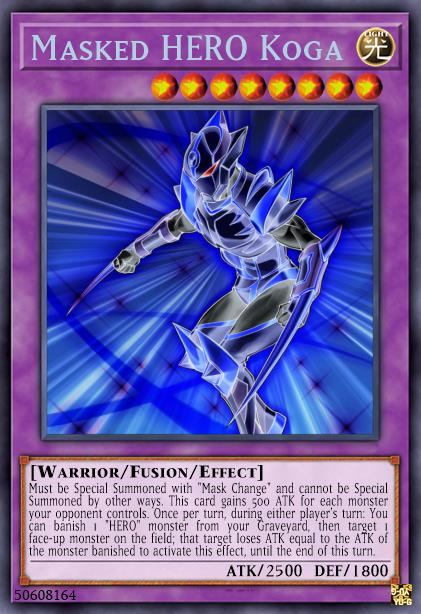 MASKED HERO KOGA
LIGHT
光
[WARRIOR/FUSION/EFFECT]
Must be Special Summoned with "Mask Change" and cannot be Special
Summoned by other ways. This card gains 500 ATK for each monster
your opponent controls. Once per turn, during either player's turn: You
can banish 1 "HERO" monster from your Graveyard, then target 1
face-up monster on the field; that target loses ATK equal to the ATK of
the monster banished to activate this effect, until the end of this turn.
ATK/2500 DEF/1800
50608164